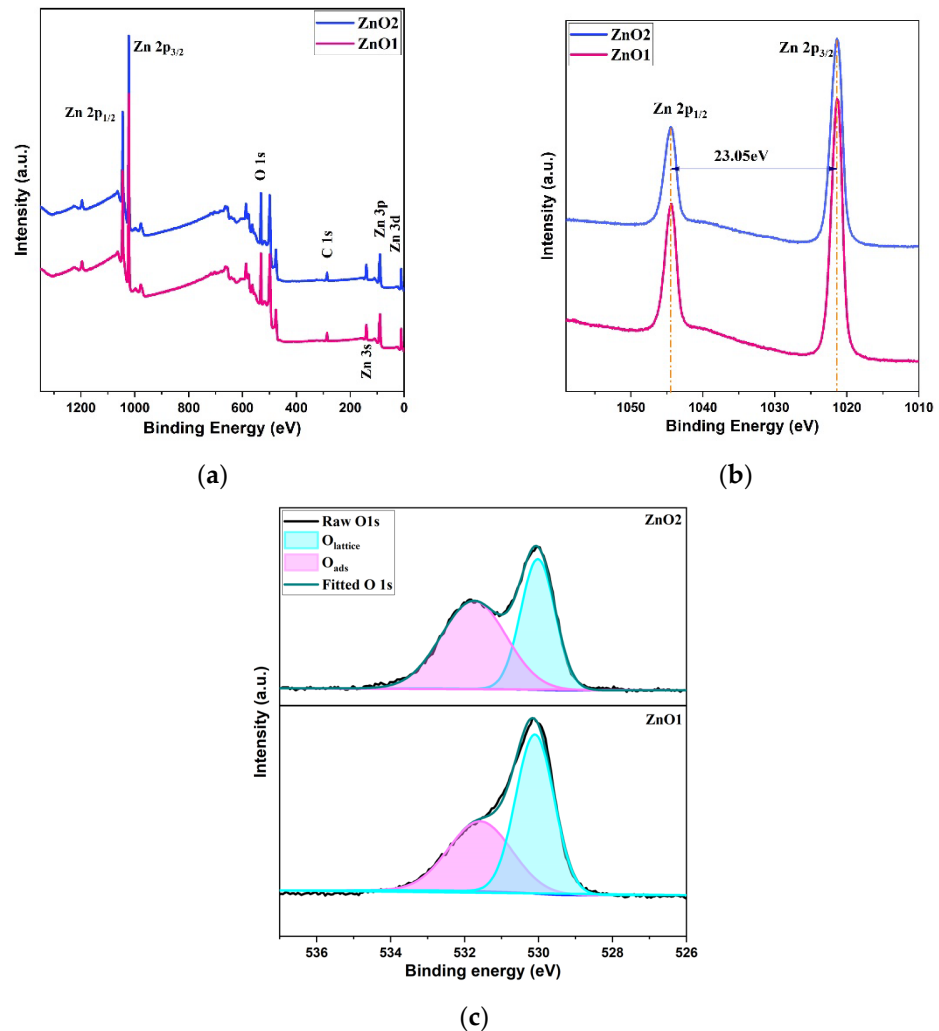 ZnO2
ZnO1
Zn 2p3/2
Zn 2p1/2
O 1s
C 1s
Zn 3p
Zn 3d
Zn 3s
Intensity (a.u.)
1200 1000 800 600 400 200 0
Binding Energy (eV)
(a)
ZnO2
ZnO1
Zn 2p3/2
Zn 2p1/2
23.05eV
Intensity (a.u.)
1050 1040 1030 1020 1010
Binding Energy (eV)
(b)
Raw O1s
Olattice
Oads
Fitted O 1s
ZnO2
ZnO1
Intensity (a.u.)
536 534 532 530 528 526
Binding energy (eV)
(c)